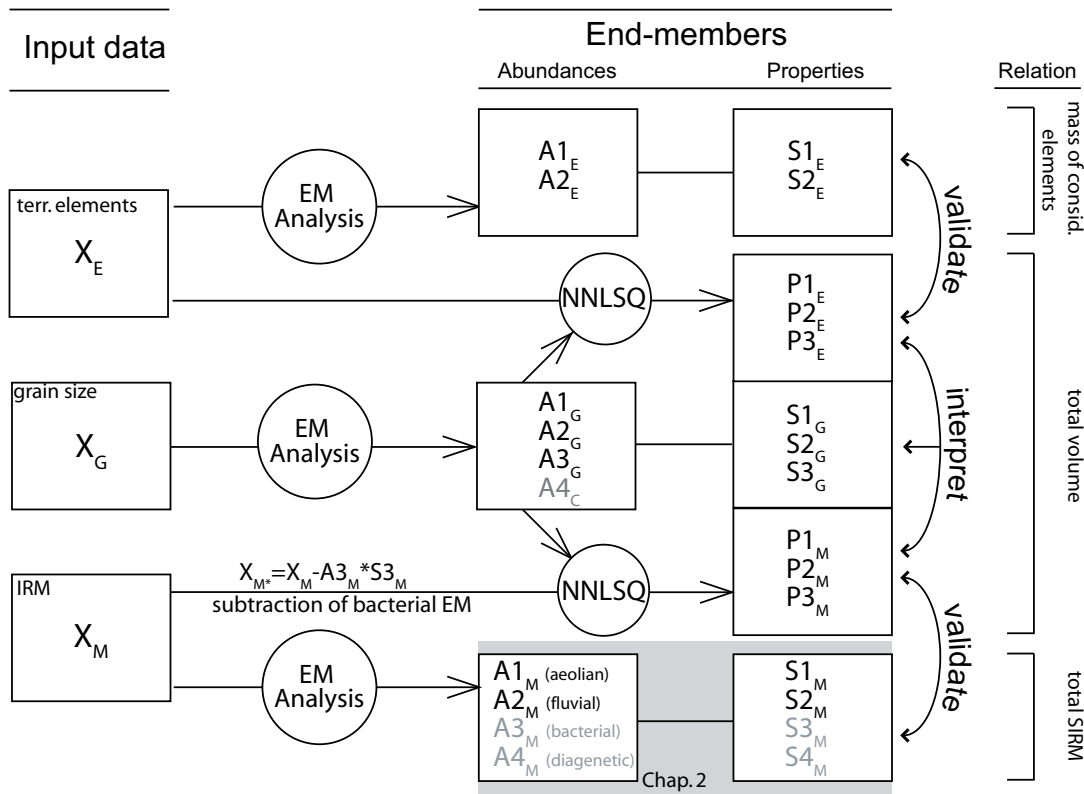 Input data
End-members
Abundances
Properties
Relation
terr. elements
X_E
EM
Analysis
A1_E
A2_E
S1_E
S2_E
validate
mass of consid.
elements
NNLSQ
P1_E
P2_E
P3_E
grain size
X_G
EM
Analysis
A1_G
A2_G
A3_G
A4_C
S1_G
S2_G
S3_G
interpret
total volume
IRM
X_M
X_M*=X_M-A3_M*S3_M
subtraction of bacterial EM
NNLSQ
P1_M
P2_M
P3_M
validate
EM
Analysis
A1_M (aeolian)
A2_M (fluvial)
A3_M (bacterial)
A4_M (diagenetic)
S1_M
S2_M
S3_M
S4_M
Chap. 2
total SIRM